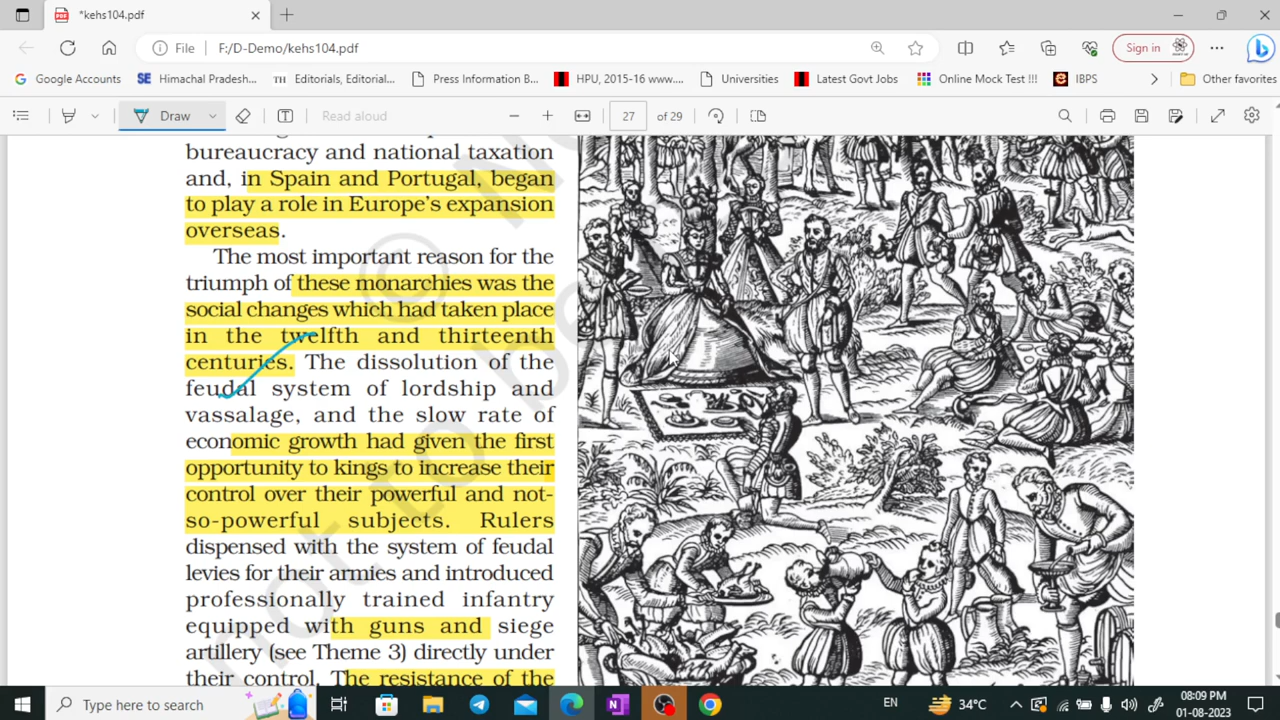 *kehs104.pdf
File F:/D-Demo/kehs104.pdf Sign in
Google Accounts SE Himachal Pradesh... TH Editorials, Editorial... Press Information B... HPU, 2015-16 www.... Universities Latest Govt Jobs Online Mock Test !!! IBPS Other favorites
Draw Read aloud 27 of 29
bureaucracy and national taxation
and, in Spain and Portugal, began
to play a role in Europe's expansion
overseas.
The most important reason for the
triumph of these monarchies was the
social changes which had taken place
in the twelfth and thirteenth
centuries. The dissolution of the
feudal system of lordship and
vassalage, and the slow rate of
economic growth had given the first
opportunity to kings to increase their
control over their powerful and not-
so-powerful subjects. Rulers
dispensed with the system of feudal
levies for their armies and introduced
professionally trained infantry
equipped with guns and siege
artillery (see Theme 3) directly under
their control. The resistance of the
Type here to search EN 34°C 08:09 PM
01-08-2023